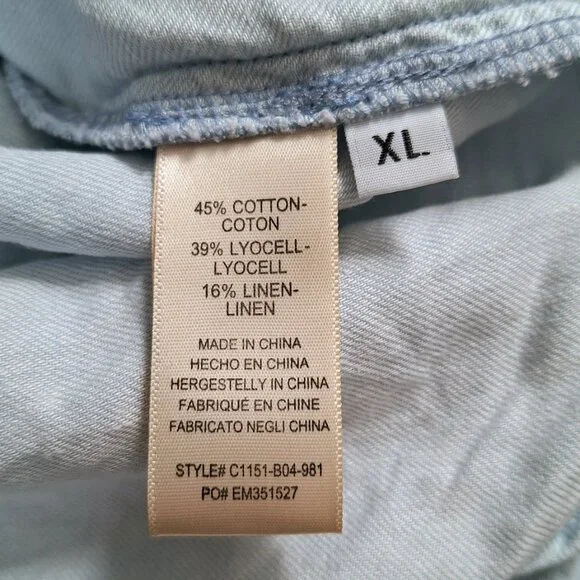 XL
45% COTTON-
COTON
39% LYOCELL-
LYOCELL
16% LINEN-
LINEN
MADE IN CHINA
HECHO EN CHINA
HERGESTELLY IN CHINA
FABRIQUÉ EN CHINE
FABRICATO NEGLI CHINA
STYLE# C1151-B04-981
PO# EM351527